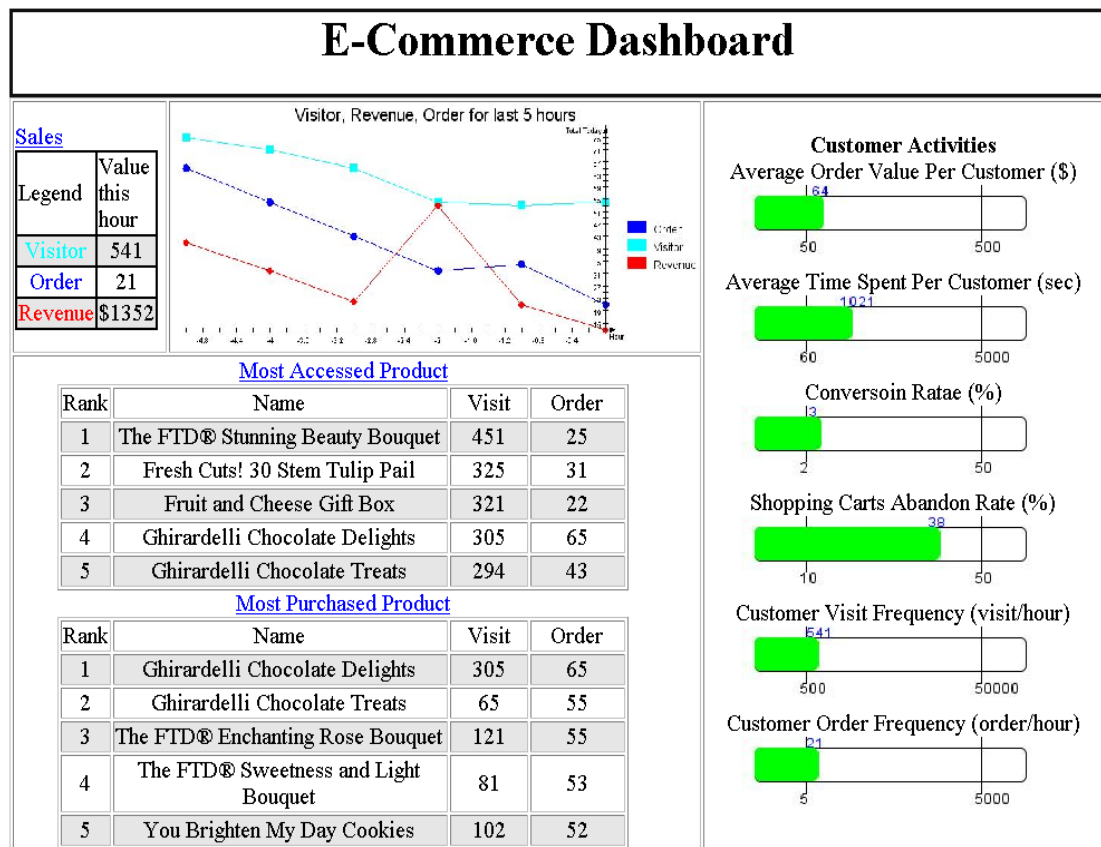 E-Commerce Dashboard
Sales
Legend Value this hour
Visitor 541
Order 21
Revenue $1352
Visitor, Revenue, Order for last 5 hours
Total Today
Order
Visitor
Revenue
Hour
Most Accessed Product
Rank Name Visit Order
1 The FTD® Stunning Beauty Bouquet 451 25
2 Fresh Cuts! 30 Stem Tulip Pail 325 31
3 Fruit and Cheese Gift Box 321 22
4 Ghirardelli Chocolate Delights 305 65
5 Ghirardelli Chocolate Treats 294 43
Most Purchased Product
Rank Name Visit Order
1 Ghirardelli Chocolate Delights 305 65
2 Ghirardelli Chocolate Treats 65 55
3 The FTD® Enchanting Rose Bouquet 121 55
4 The FTD® Sweetness and Light Bouquet 81 53
5 You Brighten My Day Cookies 102 52
Customer Activities
Average Order Value Per Customer ($)
64
50 500
Average Time Spent Per Customer (sec)
1021
60 5000
Conversoin Ratae (%)
3
2 50
Shopping Carts Abandon Rate (%)
38
10 50
Customer Visit Frequency (visit/hour)
541
500 50000
Customer Order Frequency (order/hour)
21
5 5000